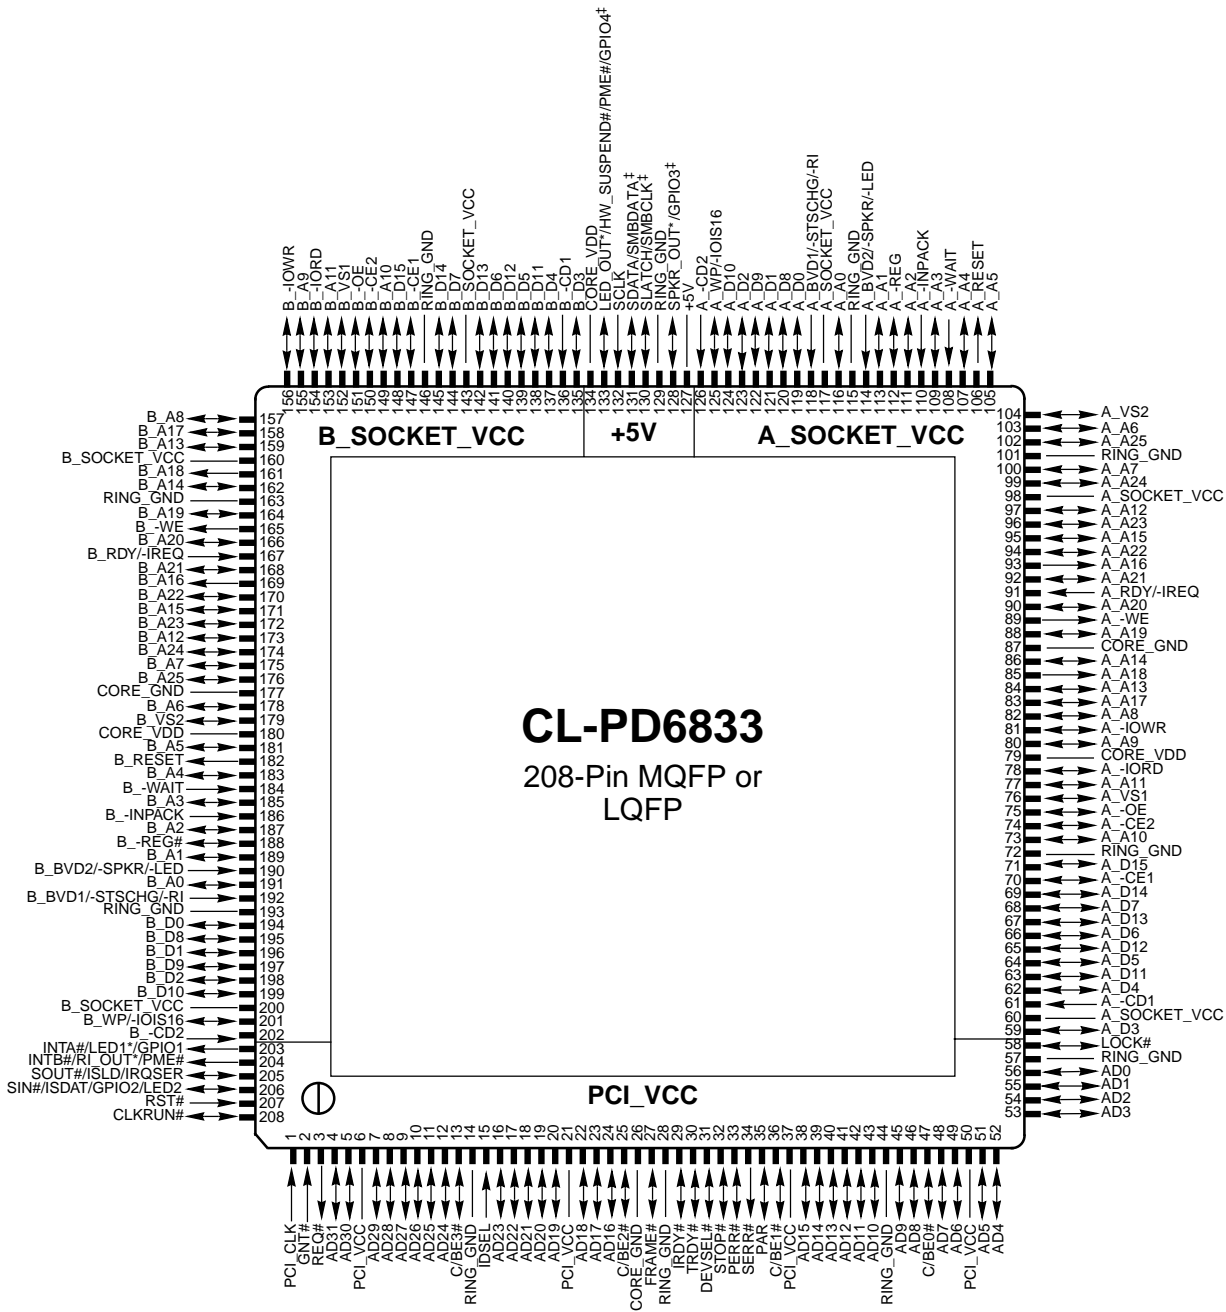 B_-IOWR 156
B_A9 155
B_-IORD 154
B_A11 153
B_VS1 152
B_-OE 151
B_-CE2 150
B_A10 149
B_D15 148
B_-CE1 147
RING_GND 146
B_D14 145
B_D7 144
B_SOCKET_VCC 143
B_D13 142
B_D6 141
B_D12 140
B_D5 139
B_D11 138
B_D4 137
B_-CD1 136
B_D3 135
CORE_VDD 134
LED_OUT*/HW_SUSPEND#/PME#/GPIO4‡ 133
SCLK 132
SDATA/SMBDATA‡ 131
SLATCH/SMBCLK‡ 130
RING_GND 129
SPKR_OUT*/GPIO3‡ 128
+5V 127
A_-CD2 126
A_WP/-IOIS16 125
A_D10 124
A_D2 123
A_D9 122
A_D1 121
A_D8 120
A_D0 119
A_BVD1/-STSCHG/-RI 118
A_SOCKET_VCC 117
A_A0 116
RING_GND 115
A_BVD2/-SPKR/-LED 114
A_A1 113
A_-REG 112
A_A2 111
A_-INPACK 110
A_A3 109
A_-WAIT 108
A_A4 107
A_RESET 106
A_A5 105
B_A8 157
B_A17 158
B_A13 159
B_SOCKET_VCC 160
B_A18 161
B_A14 162
RING_GND 163
B_A19 164
B_-WE 165
B_A20 166
B_RDY/-IREQ 167
B_A21 168
B_A16 169
B_A22 170
B_A15 171
B_A23 172
B_A12 173
B_A24 174
B_A7 175
B_A25 176
CORE_GND 177
B_A6 178
B_VS2 179
CORE_VDD 180
B_A5 181
B_RESET 182
B_A4 183
B_-WAIT 184
B_A3 185
B_-INPACK 186
B_A2 187
B_-REG# 188
B_A1 189
B_BVD2/-SPKR/-LED 190
B_A0 191
B_BVD1/-STSCHG/-RI 192
RING_GND 193
B_D0 194
B_D8 195
B_D1 196
B_D9 197
B_D2 198
B_D10 199
B_SOCKET_VCC 200
B_WP/-IOIS16 201
B_-CD2 202
INTA#/LED1*/GPIO1 203
INTB#/RI_OUT*/PME# 204
SOUT#/ISLD/IRQSER 205
SIN#/ISDAT/GPIO2/LED2 206
RST# 207
CLKRUN# 208
B_SOCKET_VCC
+5V
A_SOCKET_VCC
CL-PD6833
208-Pin MQFP or
LQFP
PCI_VCC
104 A_VS2
103 A_A6
102 A_A25
101 RING_GND
100 A_A7
99 A_A24
98 A_SOCKET_VCC
97 A_A12
96 A_A23
95 A_A15
94 A_A22
93 A_A16
92 A_A21
91 A_RDY/-IREQ
90 A_A20
89 A_-WE
88 A_A19
87 CORE_GND
86 A_A14
85 A_A18
84 A_A13
83 A_A17
82 A_A8
81 A_-IOWR
80 A_A9
79 CORE_VDD
78 A_-IORD
77 A_A11
76 A_VS1
75 A_-OE
74 A_-CE2
73 A_A10
72 RING_GND
71 A_D15
70 A_-CE1
69 A_D14
68 A_D7
67 A_D13
66 A_D6
65 A_D12
64 A_D5
63 A_D11
62 A_D4
61 A_-CD1
60 A_SOCKET_VCC
59 A_D3
58 LOCK#
57 RING_GND
56 AD0
55 AD1
54 AD2
53 AD3
1 PCI_CLK
2 GNT#
3 REQ#
4 AD31
5 AD30
6 PCI_VCC
7 AD29
8 AD28
9 AD27
10 AD26
11 AD25
12 AD24
13 C/BE3#
14 RING_GND
15 IDSEL
16 AD23
17 AD22
18 AD21
19 AD20
20 AD19
21 PCI_VCC
22 AD18
23 AD17
24 AD16
25 C/BE2#
26 CORE_GND
27 FRAME#
28 RING_GND
29 IRDY#
30 TRDY#
31 DEVSEL#
32 STOP#
33 PERR#
34 SERR#
35 PAR
36 C/BE1#
37 PCI_VCC
38 AD15
39 AD14
40 AD13
41 AD12
42 AD11
43 AD10
44 RING_GND
45 AD9
46 AD8
47 C/BE0#
48 AD7
49 AD6
50 PCI_VCC
51 AD5
52 AD4